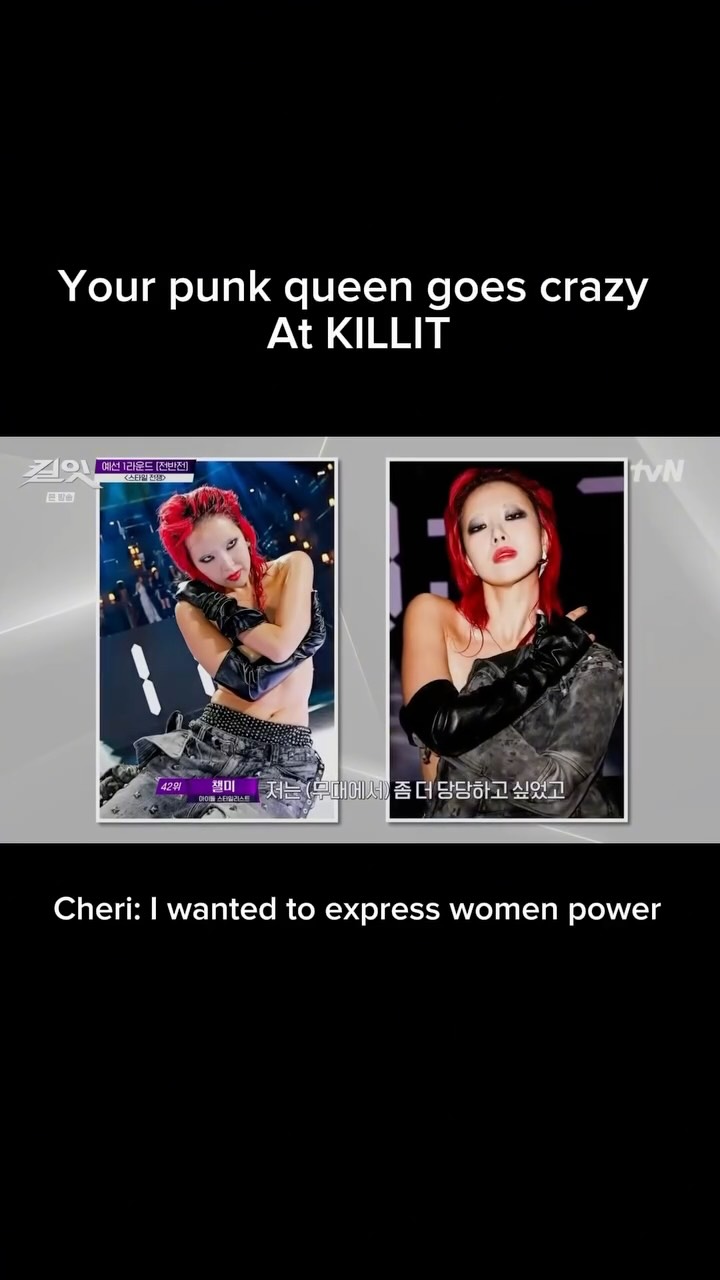 Your punk queen goes crazy
At KILLIT
킬잇
예선 1라운드 [전반전]
<스타일 전쟁>
본 방송
tvN
42위
챌미
아이돌 스타일리스트
저는 (무대에서) 좀 더 당당하고 싶었고
Cheri: I wanted to express women power